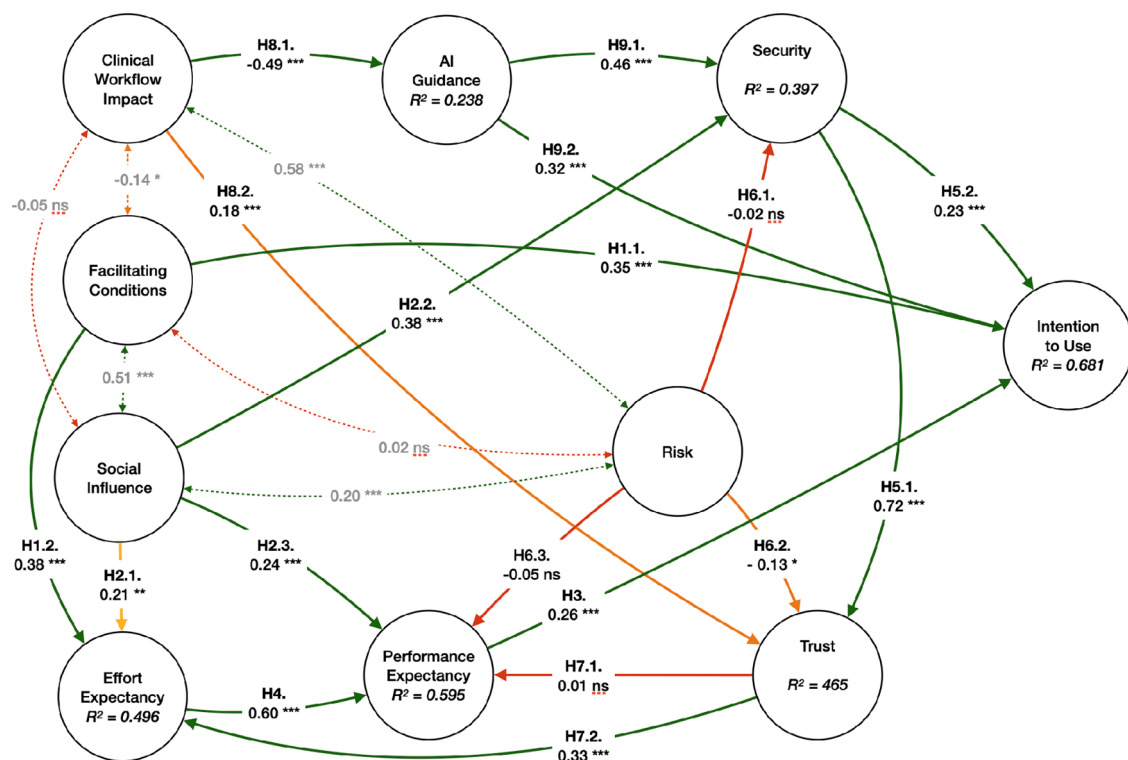 Clinical
Workflow
Impact
H8.1.
-0.49 ***
AI
Guidance
R² = 0.238
H9.1.
0.46 ***
Security
R² = 0.397
H9.2.
0.32 ***
0.58 ***
-0.14 *
-0.05 ns
H8.2.
0.18 ***
H6.1.
-0.02 ns
H5.2.
0.23 ***
Facilitating
Conditions
H1.1.
0.35 ***
H2.2.
0.38 ***
Intention
to Use
R² = 0.681
0.51 ***
0.02 ns
Risk
Social
Influence
0.20 ***
H5.1.
0.72 ***
H1.2.
0.38 ***
H2.1.
0.21 **
H2.3.
0.24 ***
H6.3.
-0.05 ns
H6.2.
- 0.13 *
H3.
0.26 ***
Effort
Expectancy
R² = 0.496
H4.
0.60 ***
Performance
Expectancy
R² = 0.595
H7.1.
0.01 ns
Trust
R² = 465
H7.2.
0.33 ***